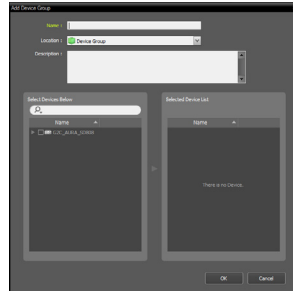 Add Device Group
Name :
Location : Device Group
Description :
Select Devices Below
Selected Device List
Name
Name
There is no Device.
OK Cancel